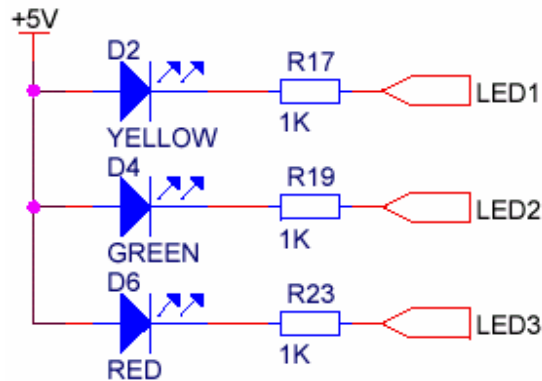 +5V
D2
R17
LED1
1K
YELLOW
D4
R19
LED2
1K
GREEN
D6
R23
LED3
1K
RED